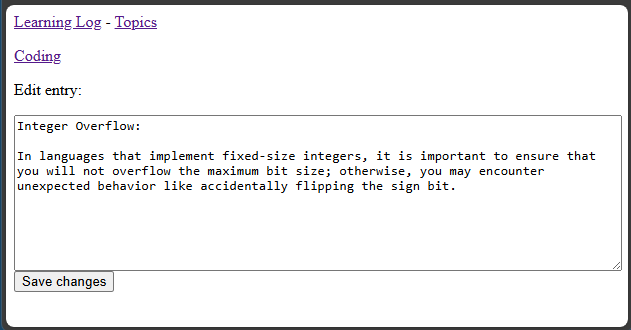 Learning Log - Topics
Coding
Edit entry:
Integer Overflow:
In languages that implement fixed-size integers, it is important to ensure that
you will not overflow the maximum bit size; otherwise, you may encounter
unexpected behavior like accidentally flipping the sign bit.
Save changes